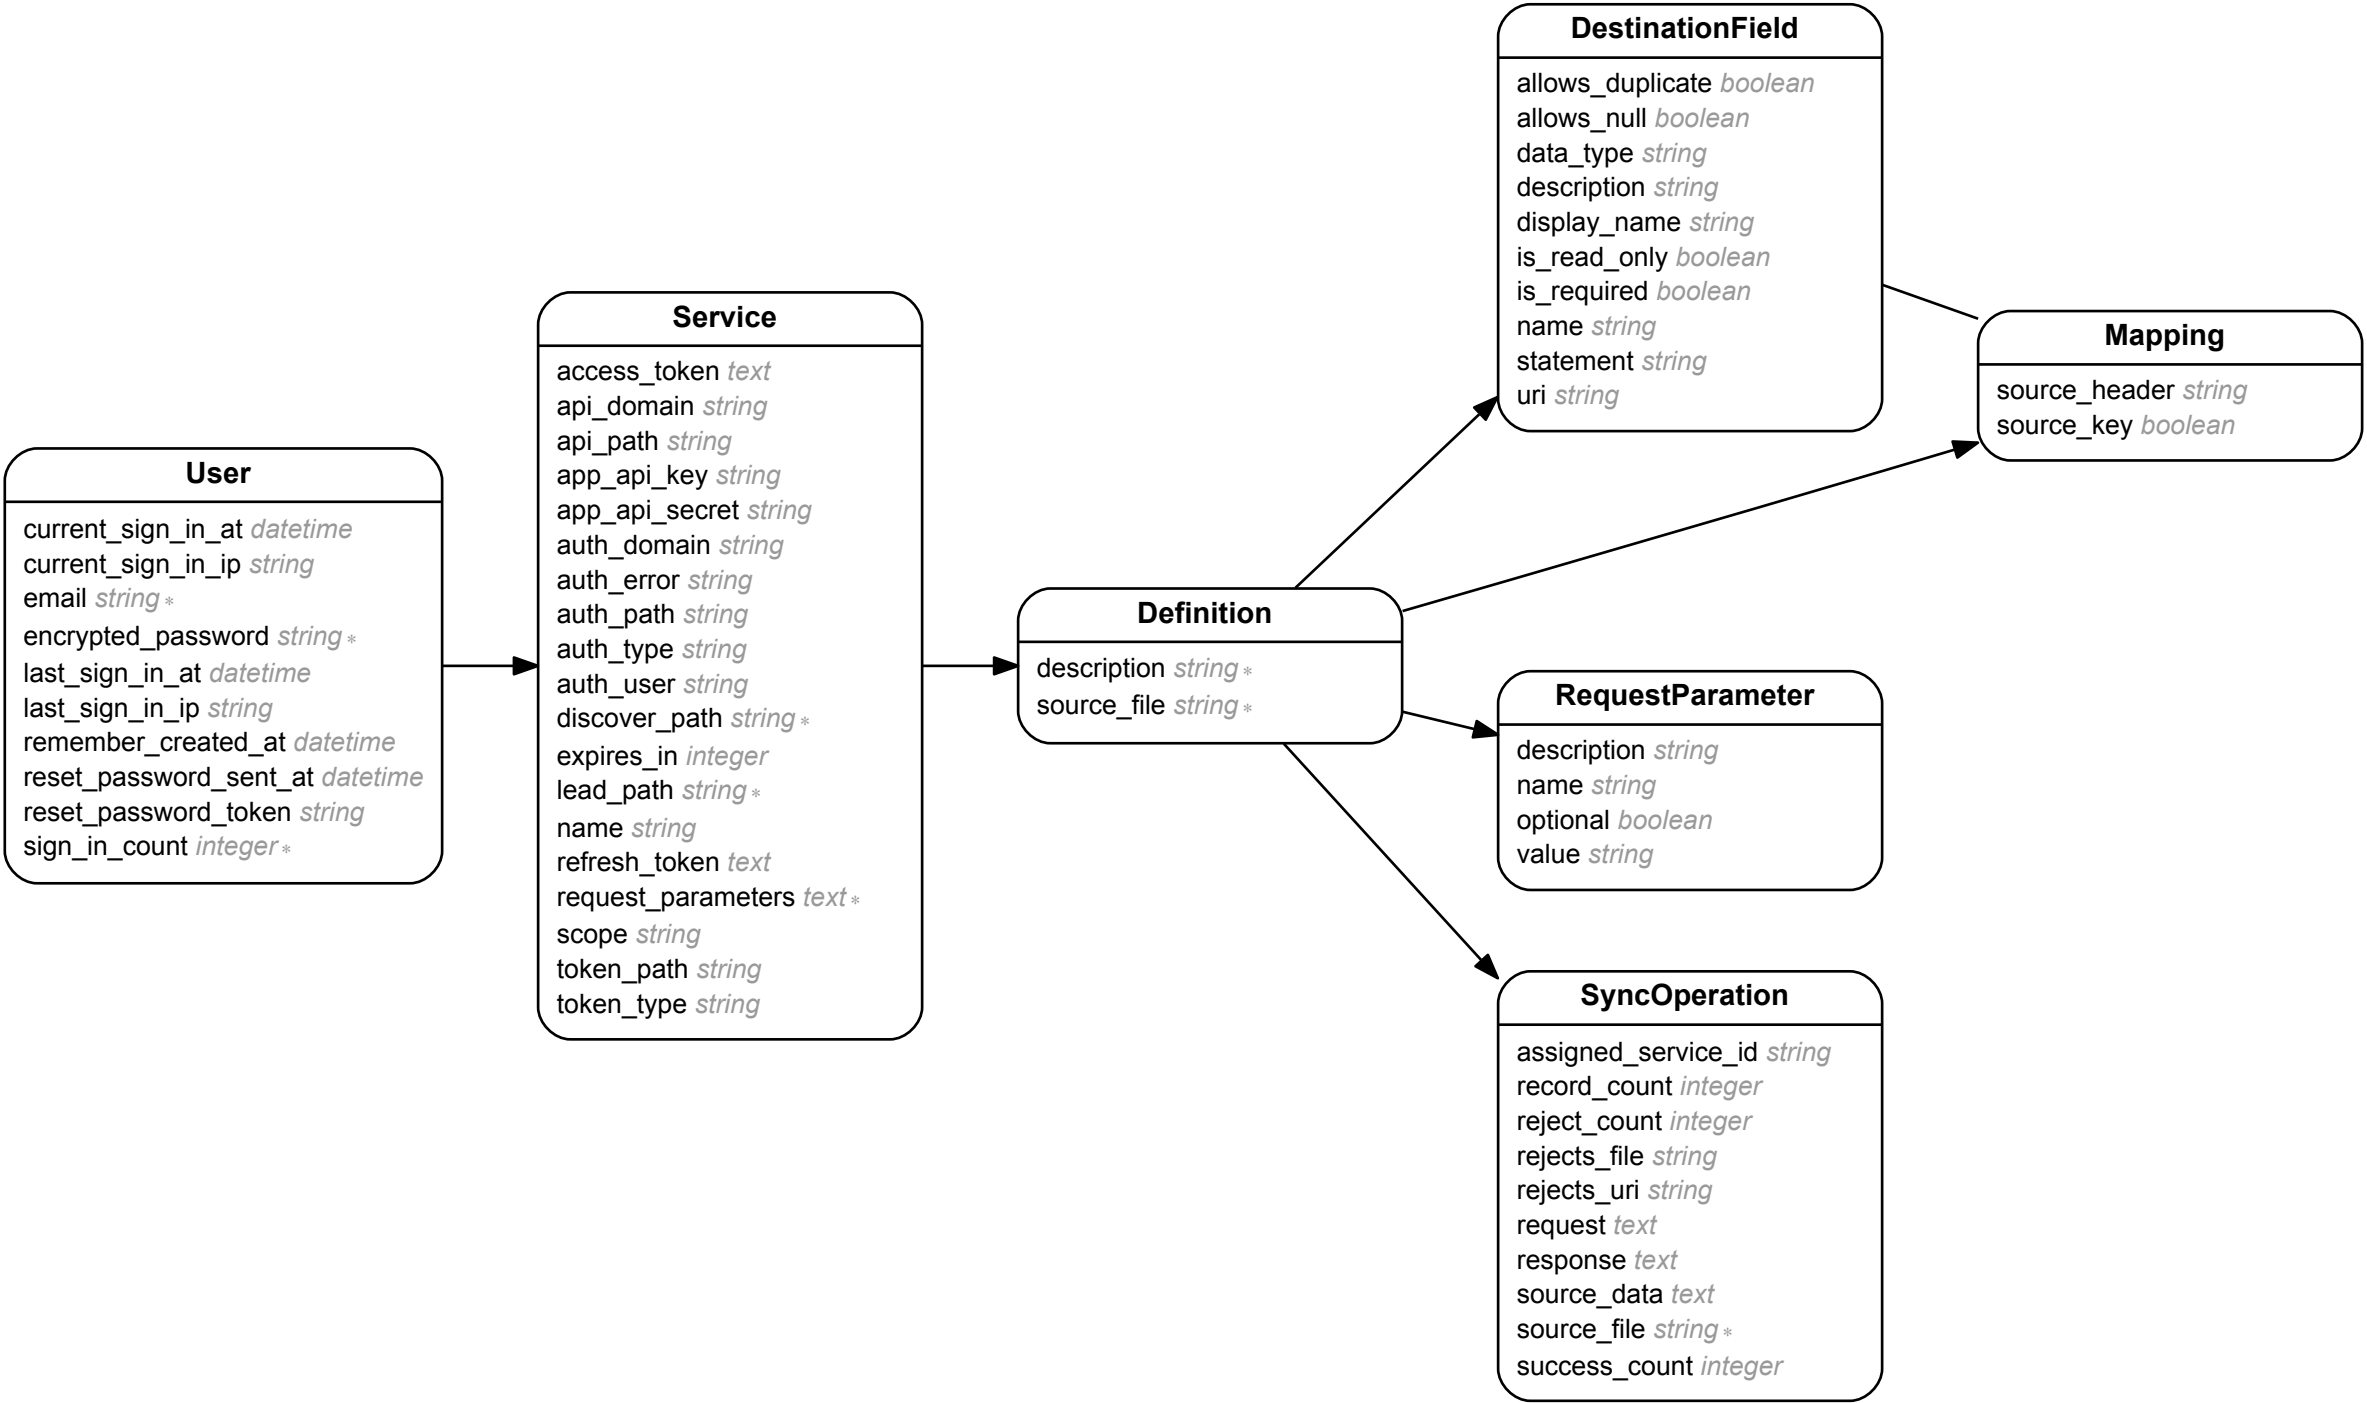 User
current_sign_in_at datetime
current_sign_in_ip string
email string *
encrypted_password string *
last_sign_in_at datetime
last_sign_in_ip string
remember_created_at datetime
reset_password_sent_at datetime
reset_password_token string
sign_in_count integer *
Service
access_token text
api_domain string
api_path string
app_api_key string
app_api_secret string
auth_domain string
auth_error string
auth_path string
auth_type string
auth_user string
discover_path string *
expires_in integer
lead_path string *
name string
refresh_token text
request_parameters text *
scope string
token_path string
token_type string
Definition
description string *
source_file string *
DestinationField
allows_duplicate boolean
allows_null boolean
data_type string
description string
display_name string
is_read_only boolean
is_required boolean
name string
statement string
uri string
Mapping
source_header string
source_key boolean
RequestParameter
description string
name string
optional boolean
value string
SyncOperation
assigned_service_id string
record_count integer
reject_count integer
rejects_file string
rejects_uri string
request text
response text
source_data text
source_file string *
success_count integer